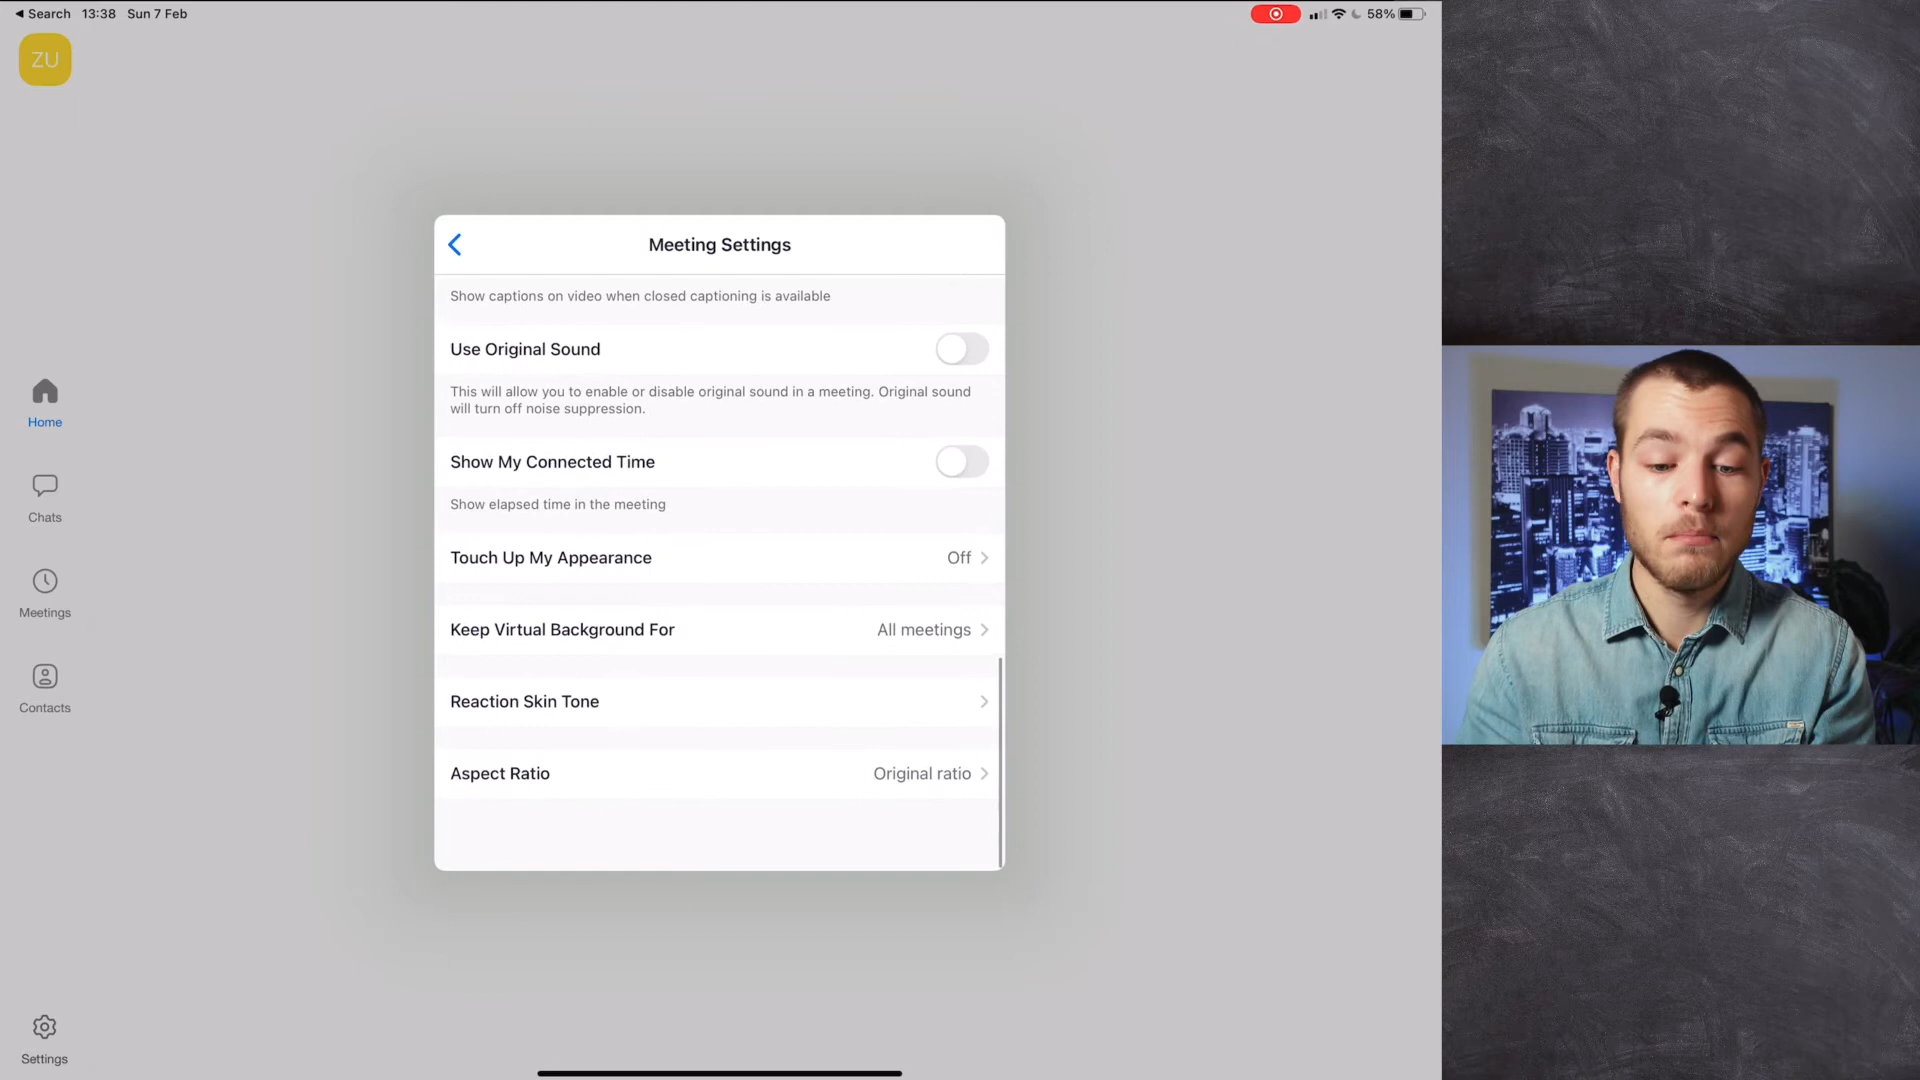 Search 13:38 Sun 7 Feb
58%
ZU
Home
Chats
Meetings
Contacts
Settings
Meeting Settings
Show captions on video when closed captioning is available
Use Original Sound
This will allow you to enable or disable original sound in a meeting. Original sound
will turn off noise suppression.
Show My Connected Time
Show elapsed time in the meeting
Touch Up My Appearance Off
Keep Virtual Background For All meetings
Reaction Skin Tone
Aspect Ratio Original ratio